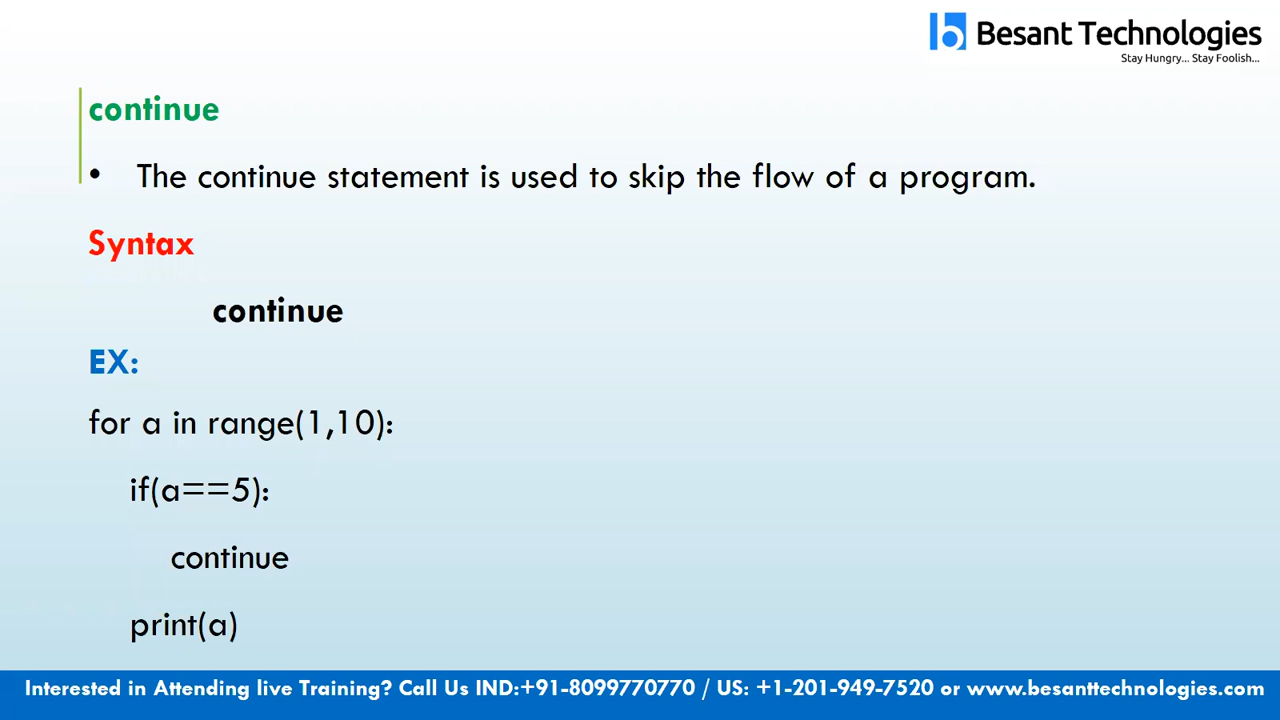 Besant Technologies
Stay Hungry... Stay Foolish...
continue
• The continue statement is used to skip the flow of a program.
Syntax
continue
EX:
for a in range(1,10):
if(a==5):
continue
print(a)
Interested in Attending live Training? Call Us IND:+91-8099770770 / US: +1-201-949-7520 or www.besanttechnologies.com